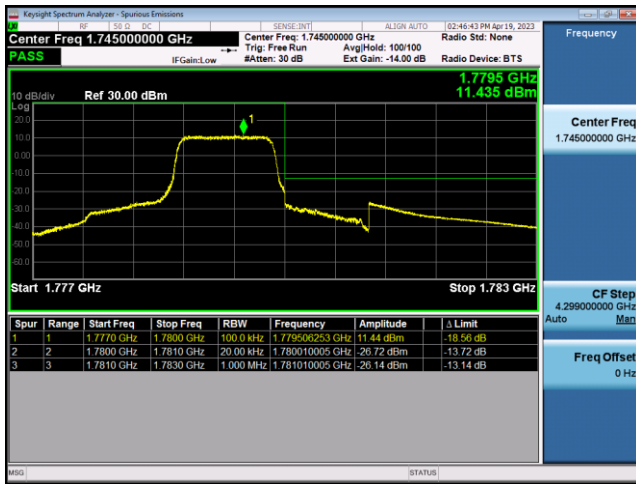 Keysight Spectrum Analyzer - Spurious Emissions
RF 50 Ω DC SENSE:INT ALIGN AUTO 02:46:43 PM Apr 19, 2023
Center Freq 1.745000000 GHz
Center Freq: 1.745000000 GHz
Radio Std: None
Trig: Free Run Avg|Hold: 100/100
PASS
IFGain:Low
#Atten: 30 dB Ext Gain: -14.00 dB
Radio Device: BTS
Frequency
1.7795 GHz
11.435 dBm
10 dB/div Ref 30.00 dBm
Log
20.0
10.0
0.00
-10.0
-20.0
-30.0
-40.0
-50.0
-60.0
1
Start 1.777 GHz Stop 1.783 GHz
Center Freq
1.745000000 GHz
CF Step
4.299000000 GHz
Auto Man
Freq Offset
0 Hz
Spur Range Start Freq Stop Freq RBW Frequency Amplitude Δ Limit
1 1 1.7770 GHz 1.7800 GHz 100.0 kHz 1.779506253 GHz 11.44 dBm -18.56 dB
2 2 1.7800 GHz 1.7810 GHz 20.00 kHz 1.780010005 GHz -26.72 dBm -13.72 dB
3 3 1.7810 GHz 1.7830 GHz 1.000 MHz 1.781010005 GHz -26.14 dBm -13.14 dB
MSG STATUS